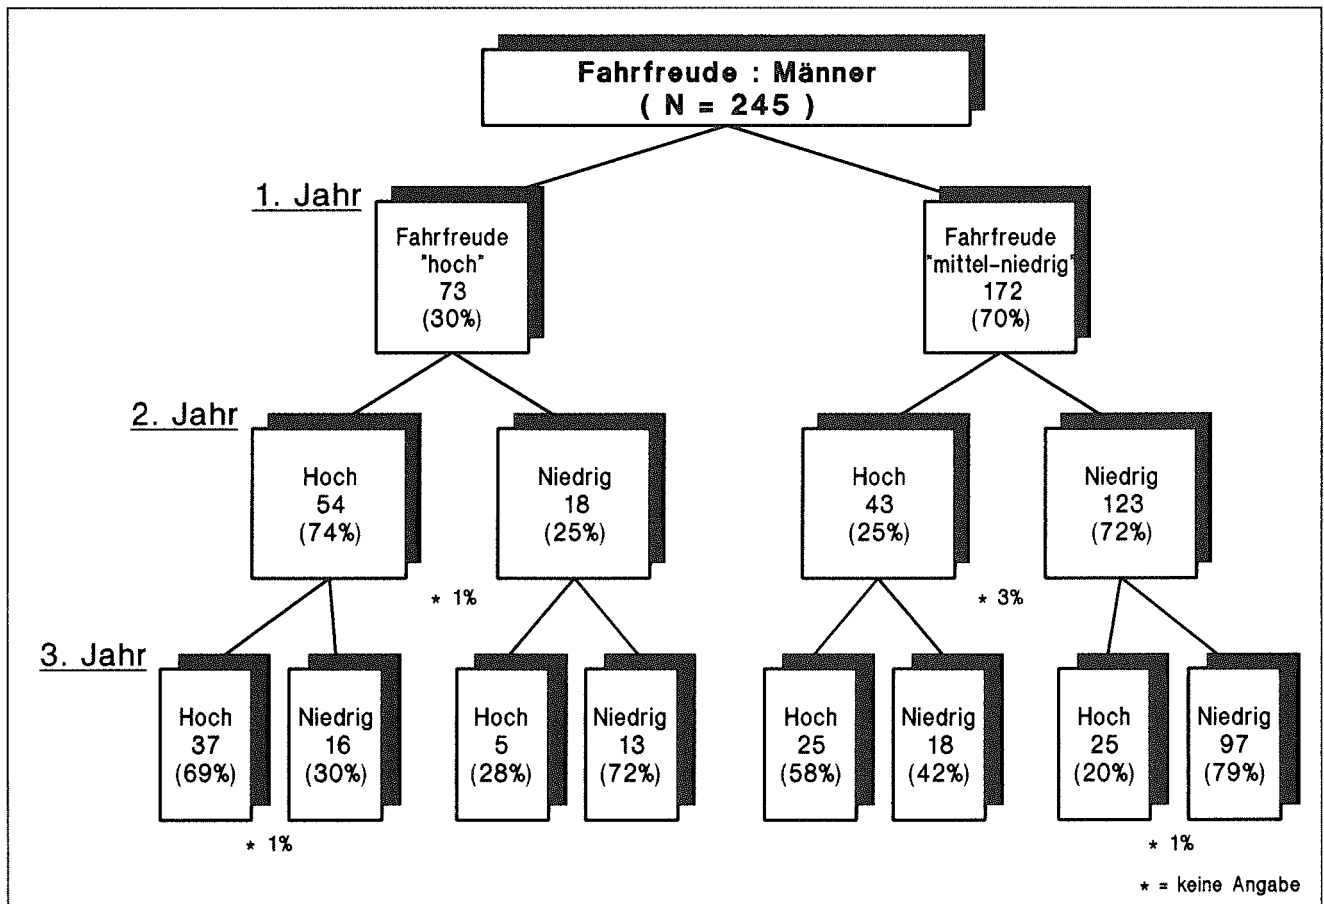 Fahrfreude : Männer
( N = 245 )
1. Jahr
Fahrfreude
"hoch"
73
(30%)
Fahrfreude
"mittel-niedrig"
172
(70%)
2. Jahr
Hoch
54
(74%)
Niedrig
18
(25%)
Hoch
43
(25%)
Niedrig
123
(72%)
* 1%
* 3%
3. Jahr
Hoch
37
(69%)
Niedrig
16
(30%)
Hoch
5
(28%)
Niedrig
13
(72%)
Hoch
25
(58%)
Niedrig
18
(42%)
Hoch
25
(20%)
Niedrig
97
(79%)
* 1%
* 1%
* = keine Angabe